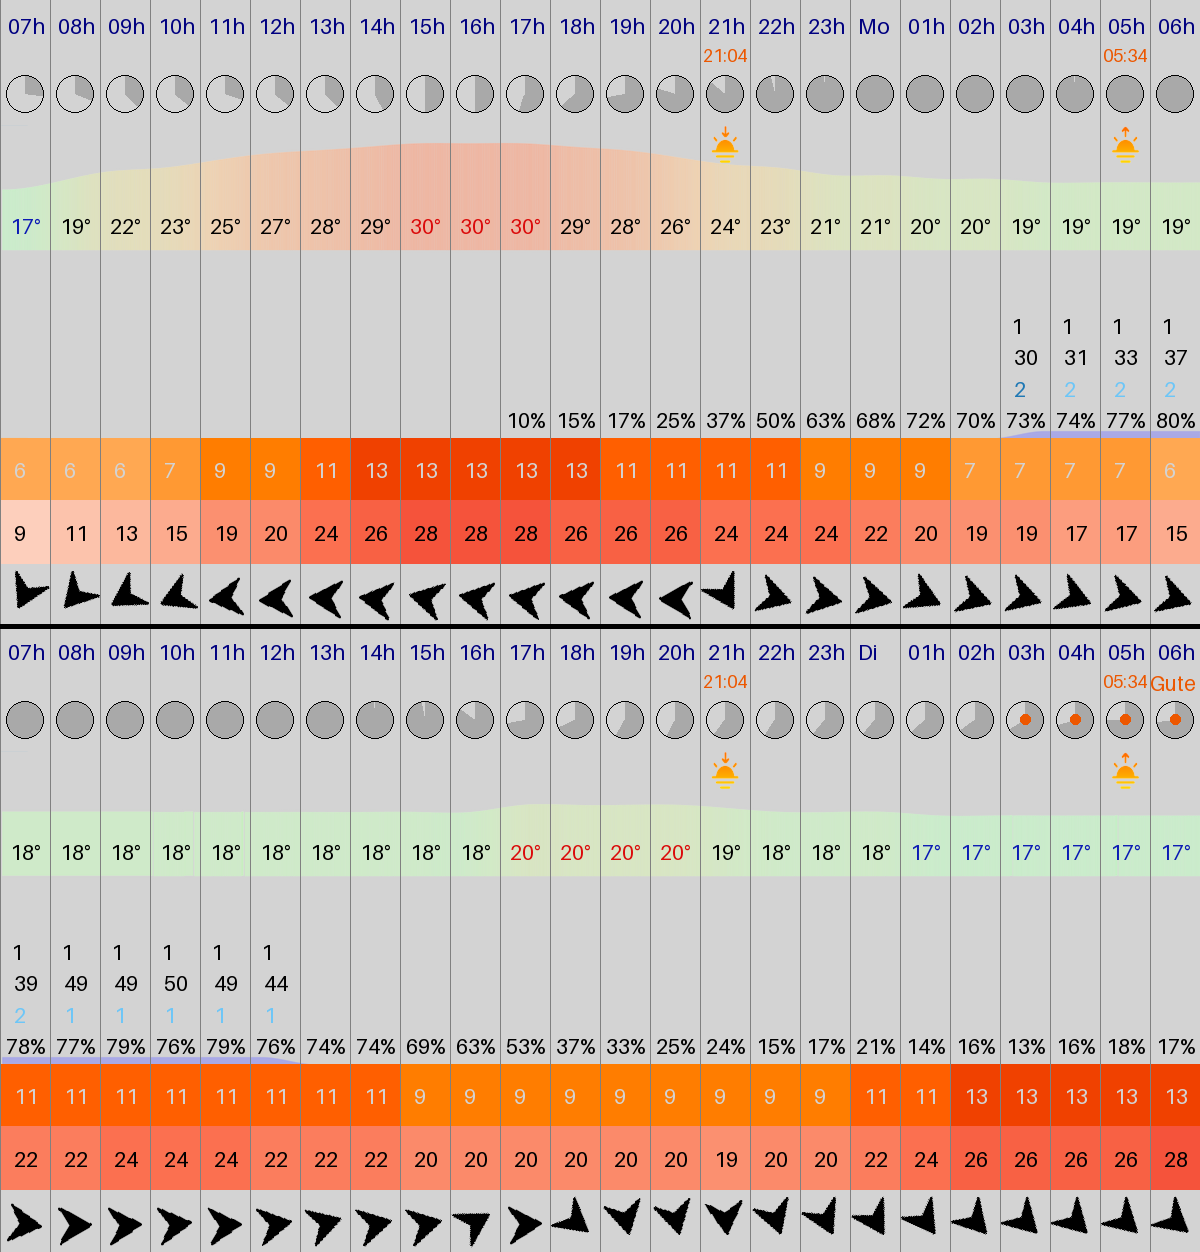 07h 08h 09h 10h 11h 12h 13h 14h 15h 16h 17h 18h 19h 20h 21h 22h 23h Mo 01h 02h 03h 04h 05h 06h
21:04 05:34
17° 19° 22° 23° 25° 27° 28° 29° 30° 30° 30° 29° 28° 26° 24° 23° 21° 21° 20° 20° 19° 19° 19° 19°
1 1 1 1
30 31 33 37
2 2 2 2
10% 15% 17% 25% 37% 50% 63% 68% 72% 70% 73% 74% 77% 80%
6 6 6 7 9 9 11 13 13 13 13 13 11 11 11 11 9 9 9 7 7 7 7 6
9 11 13 15 19 20 24 26 28 28 28 26 26 26 24 24 24 22 20 19 19 17 17 15
07h 08h 09h 10h 11h 12h 13h 14h 15h 16h 17h 18h 19h 20h 21h 22h 23h Di 01h 02h 03h 04h 05h 06h
21:04 05:34 Gute
18° 18° 18° 18° 18° 18° 18° 18° 18° 18° 20° 20° 20° 20° 19° 18° 18° 18° 17° 17° 17° 17° 17° 17°
1 1 1 1 1 1
39 49 49 50 49 44
2 1 1 1 1 1
78% 77% 79% 76% 79% 76% 74% 74% 69% 63% 53% 37% 33% 25% 24% 15% 17% 21% 14% 16% 13% 16% 18% 17%
11 11 11 11 11 11 11 11 9 9 9 9 9 9 9 9 9 11 11 13 13 13 13 13
22 22 24 24 24 22 22 22 20 20 20 20 20 20 19 20 20 22 24 26 26 26 26 28